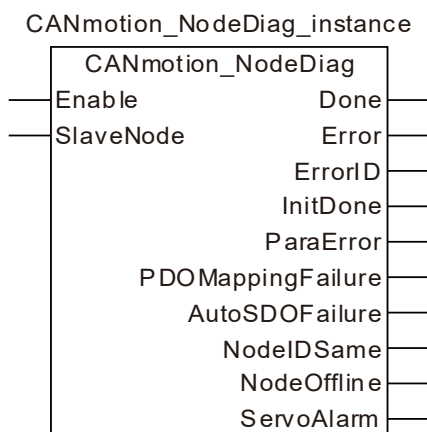 CANmotion_NodeDiag_instance
CANmotion_NodeDiag
Enable Done
SlaveNode Error
ErrorID
InitDone
ParaError
PDOMappingFailure
AutoSDOFailure
NodeIDSame
NodeOffline
ServoAlarm